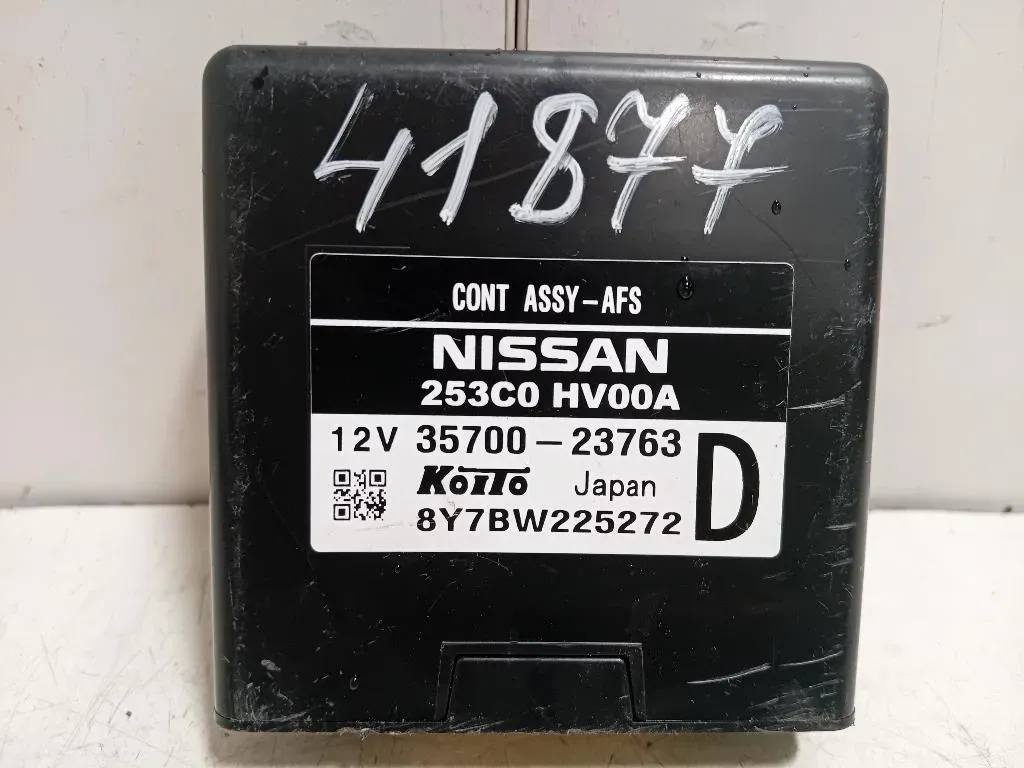 41877
CONT ASSY-AFS
NISSAN
253C0 HV00A
12V 35700-23763
KoiTo Japan
8Y7BW225272
D